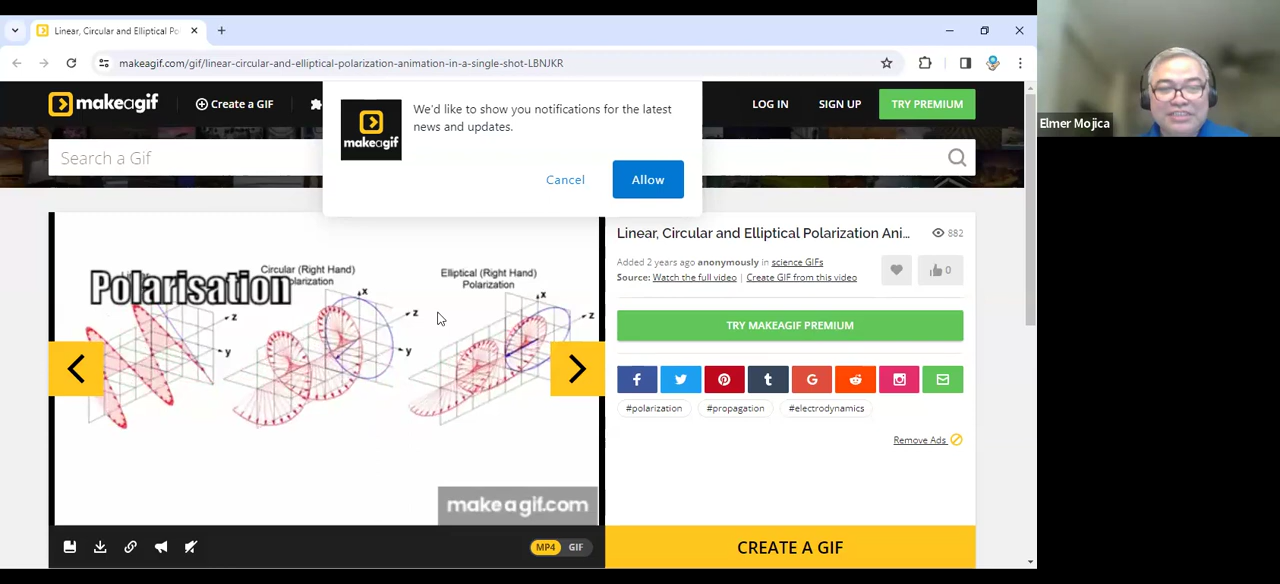 Linear, Circular and Elliptical Po
makeagif.com/gif/linear-circular-and-elliptical-polarization-animation-in-a-single-shot-LBNJKR
makeagif
Create a GIF
We'd like to show you notifications for the latest
news and updates.
makeagif
Cancel
Allow
LOG IN
SIGN UP
TRY PREMIUM
Elmer Mojica
Search a Gif
Polarisation
Circular (Right Hand)
Elliptical (Right Hand)
Polarization
x
z
y
x
z
y
x
z
makeagif.com
MP4
GIF
Linear, Circular and Elliptical Polarization Ani...
882
Added 2 years ago anonymously in science GIFs
Source: Watch the full video | Create GIF from this video
0
TRY MAKEAGIF PREMIUM
#polarization
#propagation
#electrodynamics
Remove Ads
CREATE A GIF